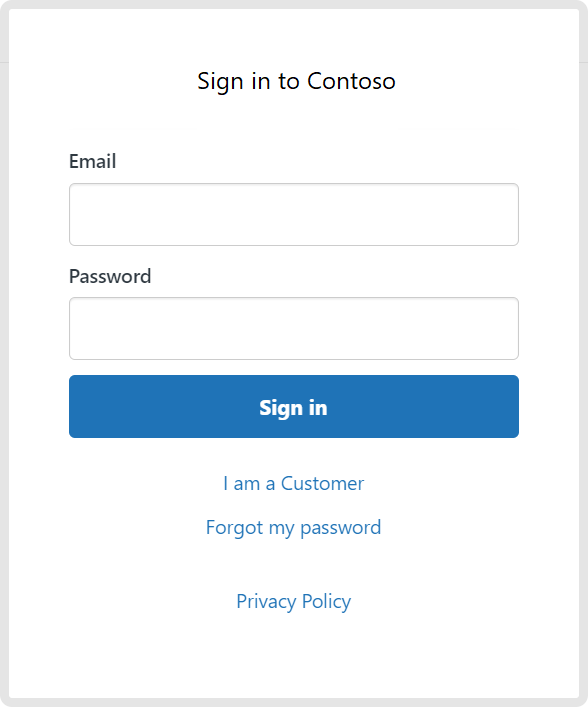 Sign in to Contoso
Email
Password
Sign in
I am a Customer
Forgot my password
Privacy Policy